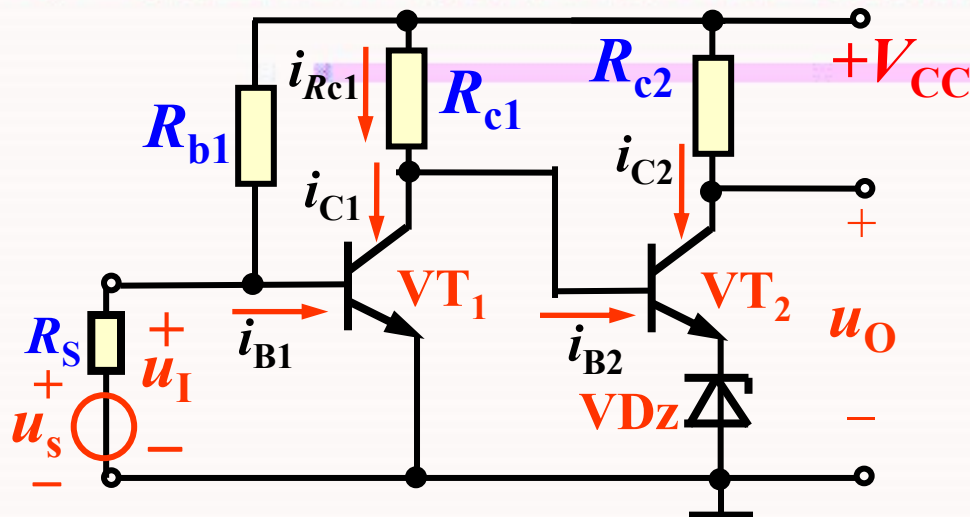 i_Rc1
R_c1
R_c2
+V_CC
R_b1
i_C1
i_C2
+
VT_1
VT_2
u_O
R_S
+
i_B1
i_B2
u_I
+
u_s
VDz
−
−
−